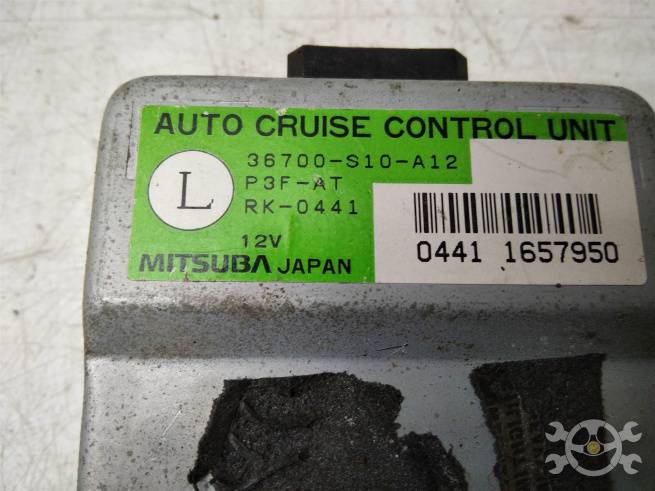 AUTO CRUISE CONTROL UNIT
L
36700-S10-A12
P3F-AT
RK-0441
12V
MITSUBA JAPAN
0441 1657950